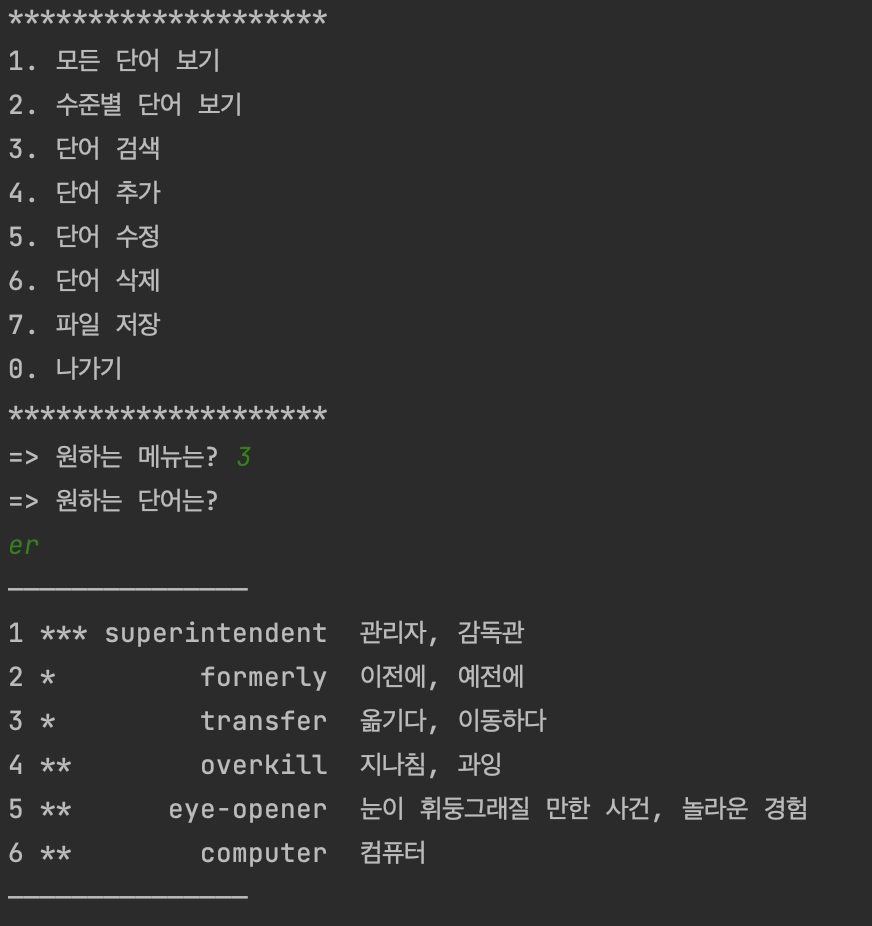 ********************
1. 모든 단어 보기
2. 수준별 단어 보기
3. 단어 검색
4. 단어 추가
5. 단어 수정
6. 단어 삭제
7. 파일 저장
0. 나가기
********************
=> 원하는 메뉴는? 3
=> 원하는 단어는?
er
_______________
1 *** superintendent  관리자, 감독관
2 *         formerly  이전에, 예전에
3 *         transfer  옮기다, 이동하다
4 **        overkill  지나침, 과잉
5 **      eye-opener  눈이 휘둥그래질 만한 사건, 놀라운 경험
6 **        computer  컴퓨터
_______________